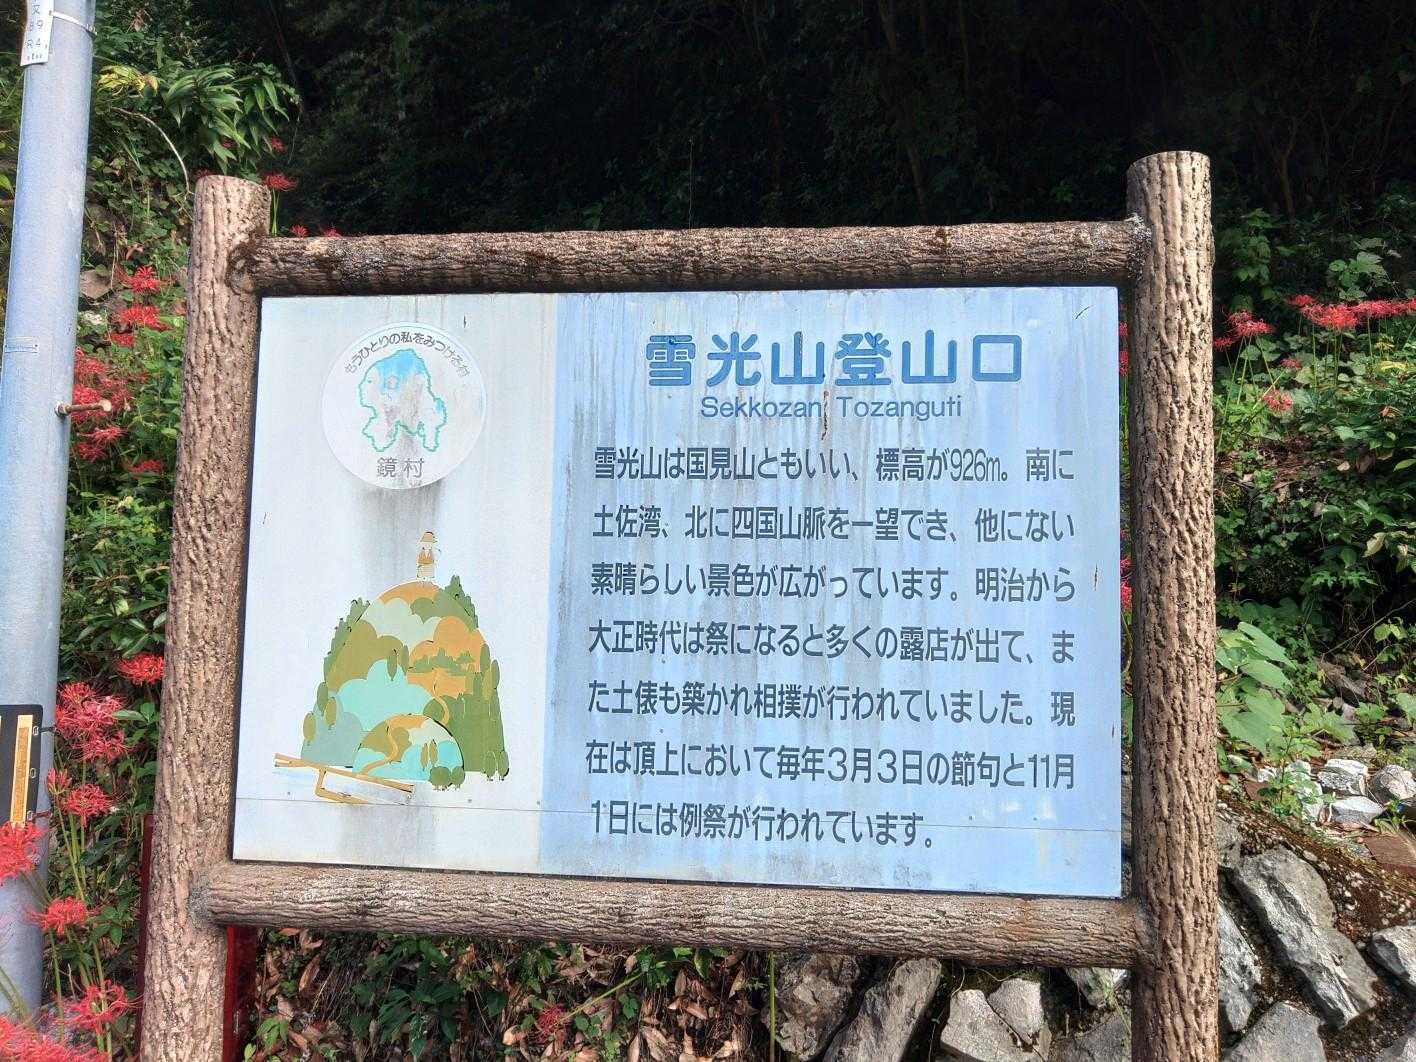 文
89
R4
もうひとりの私をみつける村
鏡村
雪光山登山口
Sekkozan Tozanguti
雪光山は国見山ともいい、標高が926m。南に
土佐湾、北に四国山脈を一望でき、他にない
素晴らしい景色が広がっています。明治から
大正時代は祭になると多くの露店が出て、ま
た土俵も築かれ相撲が行われていました。現
在は頂上において毎年3月3日の節句と11月
1日には例祭が行われています。